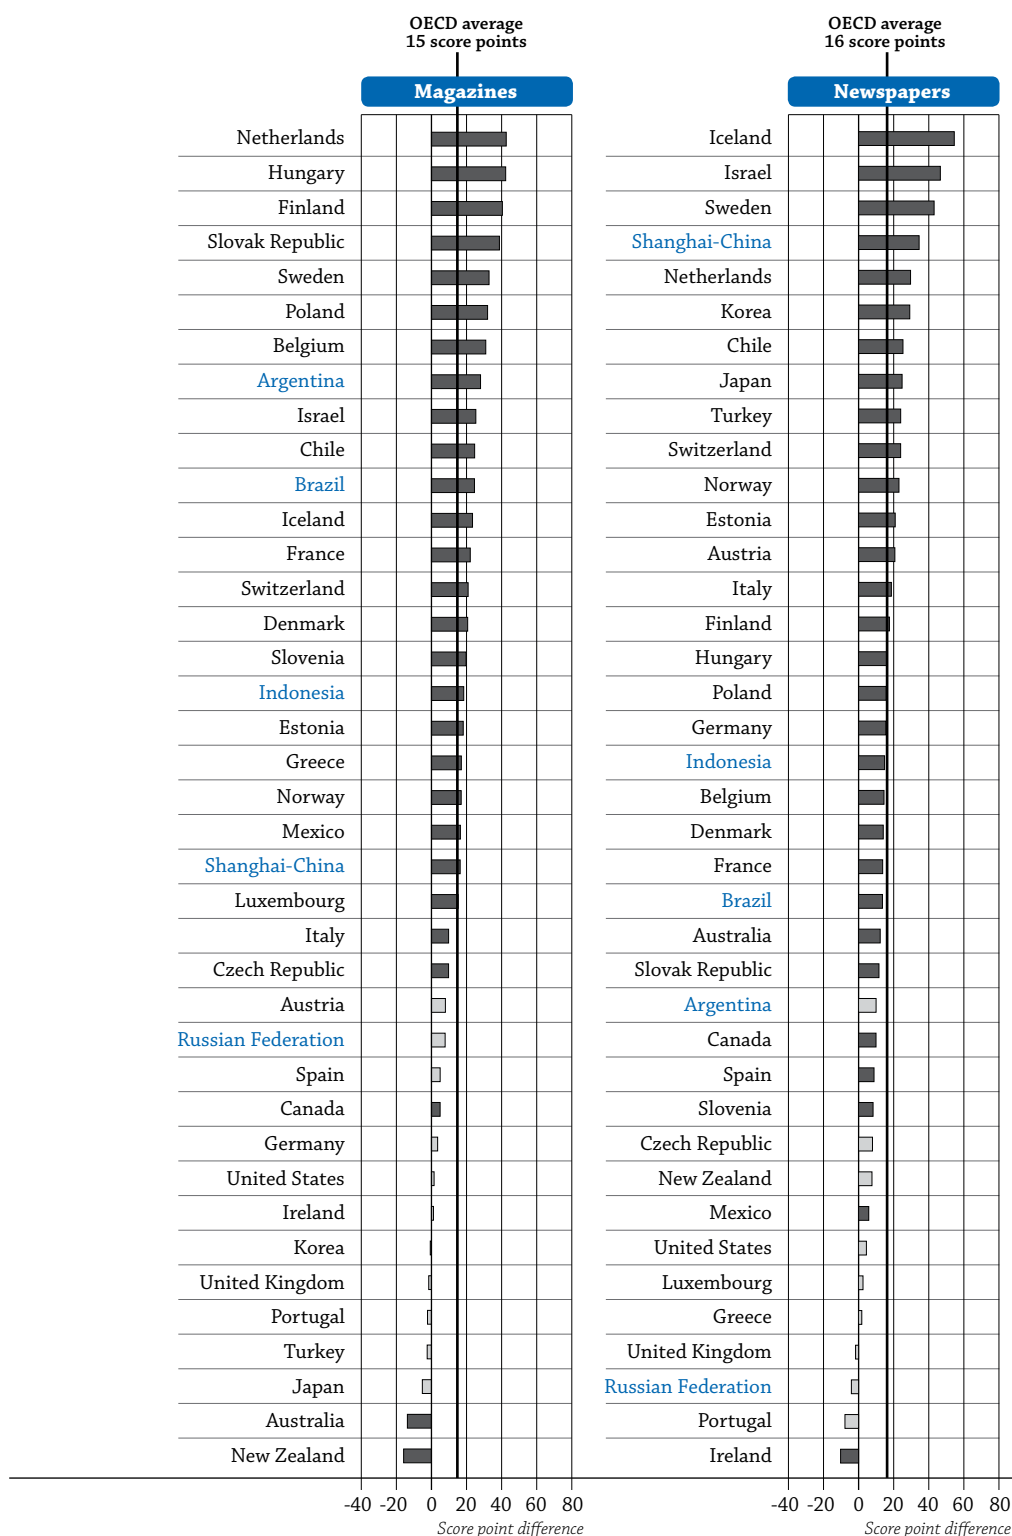 OECD average
15 score points
Magazines
Netherlands
Hungary
Finland
Slovak Republic
Sweden
Poland
Belgium
Argentina
Israel
Chile
Brazil
Iceland
France
Switzerland
Denmark
Slovenia
Indonesia
Estonia
Greece
Norway
Mexico
Shanghai-China
Luxembourg
Italy
Czech Republic
Austria
Russian Federation
Spain
Canada
Germany
United States
Ireland
Korea
United Kingdom
Portugal
Turkey
Japan
Australia
New Zealand
-40 -20 0 20 40 60 80
Score point difference
OECD average
16 score points
Newspapers
Iceland
Israel
Sweden
Shanghai-China
Netherlands
Korea
Chile
Japan
Turkey
Switzerland
Norway
Estonia
Austria
Italy
Finland
Hungary
Poland
Germany
Indonesia
Belgium
Denmark
France
Brazil
Australia
Slovak Republic
Argentina
Canada
Spain
Slovenia
Czech Republic
New Zealand
Mexico
United States
Luxembourg
Greece
United Kingdom
Russian Federation
Portugal
Ireland
-40 -20 0 20 40 60 80
Score point difference